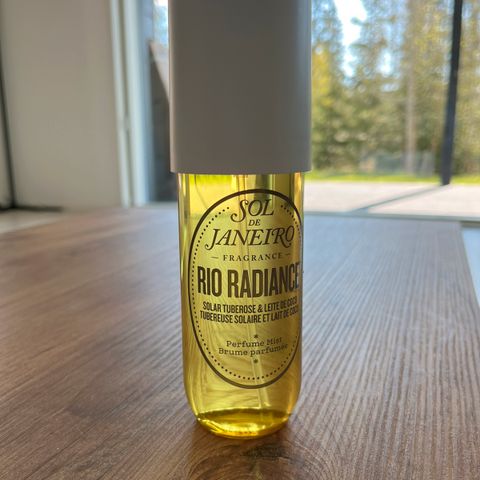 SOL
DE
JANEIRO
FRAGRANCE
RIO RADIANCE
SOLAR TUBEROSE & LEITE DE COCO
TUBEREUSE SOLAIRE ET LAIT DE COCO
Perfume Mist
Brume parfumée